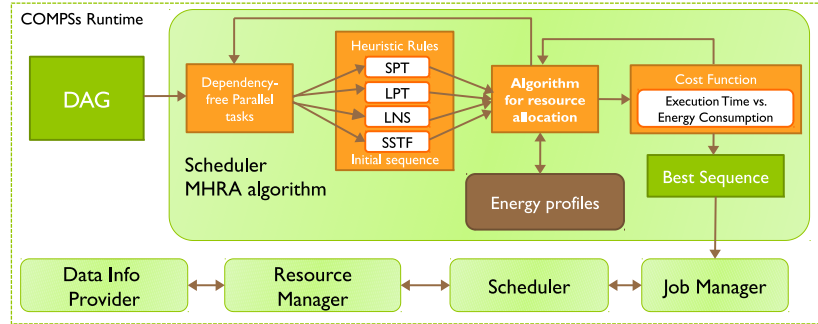 COMPSs Runtime
DAG
Dependency-
free Parallel
tasks
Heuristic Rules
SPT
LPT
LNS
SSTF
Initial sequence
Algorithm
for resource
allocation
Cost Function
Execution Time vs.
Energy Consumption
Scheduler
MHRA algorithm
Energy profiles
Best Sequence
Data Info
Provider
Resource
Manager
Scheduler
Job Manager